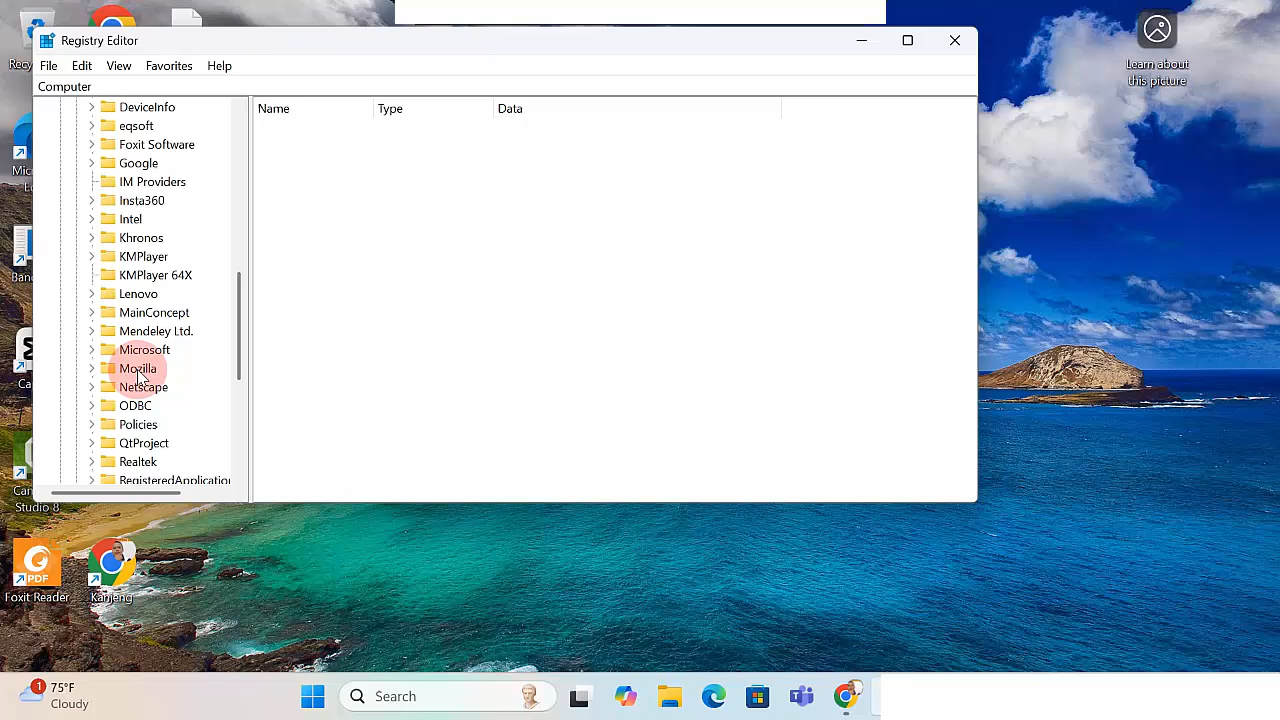 Registry Editor
File Edit View Favorites Help
Computer
Name Type Data
DeviceInfo
eqsoft
Foxit Software
Google
IM Providers
Insta360
Intel
Khronos
KMPlayer
KMPlayer 64X
Lenovo
MainConcept
Mendeley Ltd.
Microsoft
Mozilla
Netscape
ODBC
Policies
QtProject
Realtek
Learn about
this picture
Studio 8
PDF
Foxit Reader
Kanjeng
1
75°F
Cloudy
Search